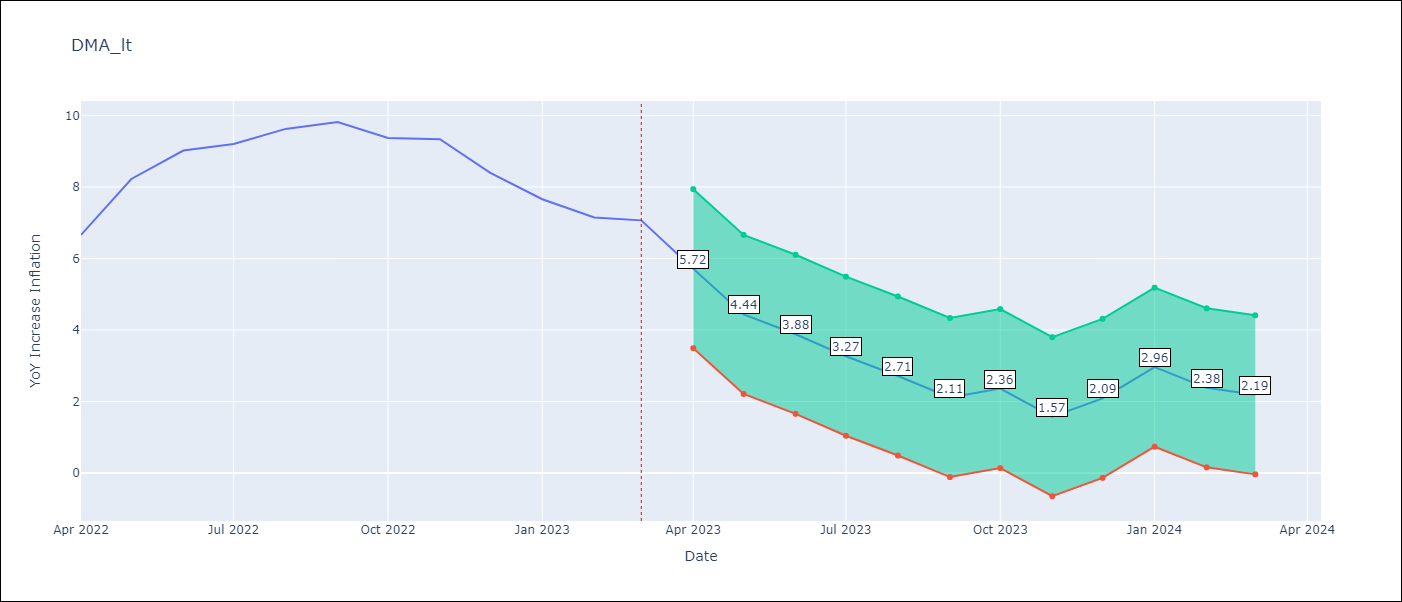 DMA_lt
YoY Increase Inflation
10
8
6
4
2
0
5.72
4.44
3.88
3.27
2.71
2.11
2.36
1.57
2.09
2.96
2.38
2.19
Apr 2022
Jul 2022
Oct 2022
Jan 2023
Apr 2023
Jul 2023
Oct 2023
Jan 2024
Apr 2024
Date